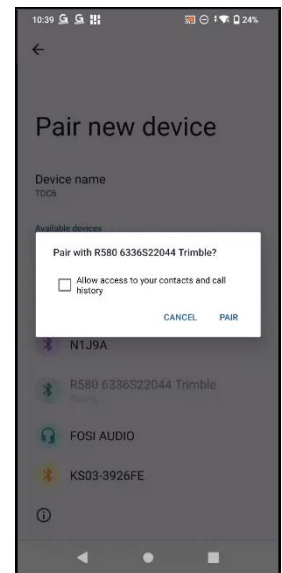 10:39 G G 24%
Pair new device
Device name
TDC6
Available devices
Pair with R580 6336S22044 Trimble?
Allow access to your contacts and call
history
CANCEL PAIR
N1J9A
R580 6336S22044 Trimble
Pairing...
FOSI AUDIO
KS03-3926FE